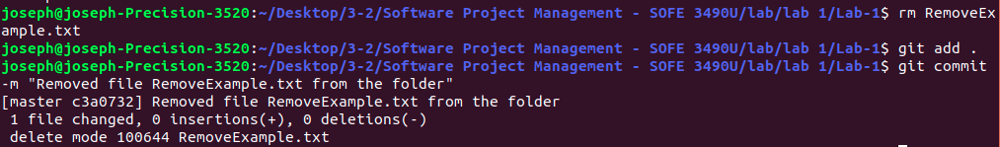 joseph@joseph-Precision-3520:~/Desktop/3-2/Software Project Management - SOFE 3490U/lab/lab 1/Lab-1$ rm RemoveEx
ample.txt
joseph@joseph-Precision-3520:~/Desktop/3-2/Software Project Management - SOFE 3490U/lab/lab 1/Lab-1$ git add .
joseph@joseph-Precision-3520:~/Desktop/3-2/Software Project Management - SOFE 3490U/lab/lab 1/Lab-1$ git commit
-m "Removed file RemoveExample.txt from the folder"
[master c3a0732] Removed file RemoveExample.txt from the folder
 1 file changed, 0 insertions(+), 0 deletions(-)
 delete mode 100644 RemoveExample.txt